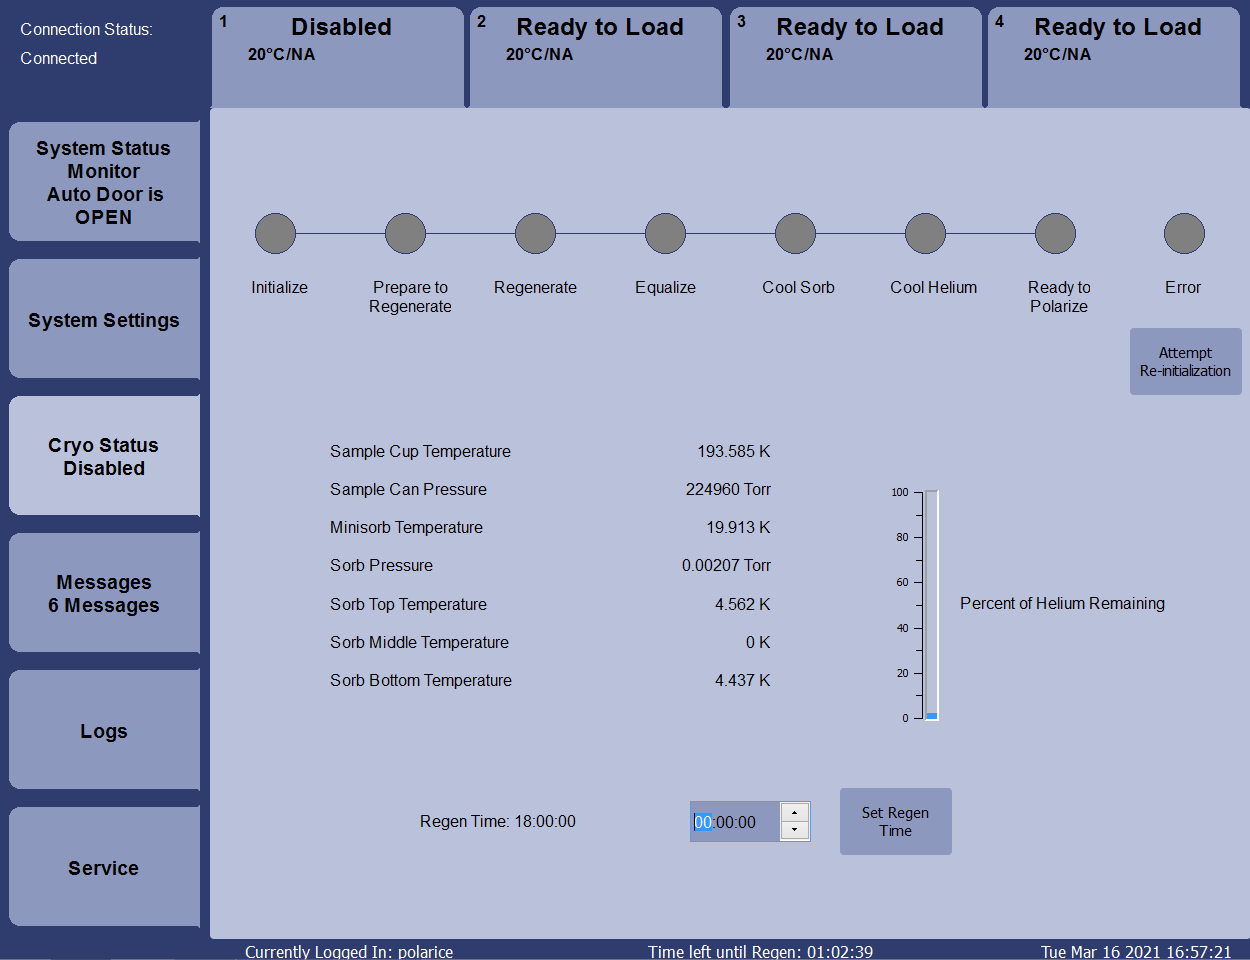 Connection Status:
Connected
1
Disabled
20°C/NA
2
Ready to Load
20°C/NA
3
Ready to Load
20°C/NA
4
Ready to Load
20°C/NA
System Status
Monitor
Auto Door is
OPEN
System Settings
Cryo Status
Disabled
Messages
6 Messages
Logs
Service
Initialize
Prepare to
Regenerate
Regenerate
Equalize
Cool Sorb
Cool Helium
Ready to
Polarize
Error
Attempt
Re-initialization
Sample Cup Temperature 193.585 K
Sample Can Pressure 224960 Torr
Minisorb Temperature 19.913 K
Sorb Pressure 0.00207 Torr
Sorb Top Temperature 4.562 K
Sorb Middle Temperature 0 K
Sorb Bottom Temperature 4.437 K
100
80
60
40
20
0
Percent of Helium Remaining
Regen Time: 18:00:00
00:00:00
Set Regen
Time
Currently Logged In: polarice
Time left until Regen: 01:02:39
Tue Mar 16 2021 16:57:21